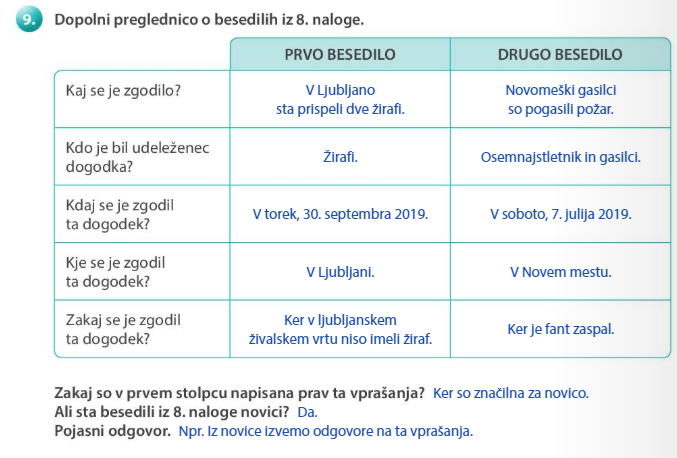 9. Dopolni preglednico o besedilih iz 8. naloge.
PRVO BESEDILO DRUGO BESEDILO
Kaj se je zgodilo? V Ljubljano Novomeški gasilci
sta prispeli dve žirafi. so pogasili požar.
Kdo je bil udeleženec
dogodka? Žirafi. Osemnajstletnik in gasilci.
Kdaj se je zgodil
ta dogodek? V torek, 30. septembra 2019. V soboto, 7. julija 2019.
Kje se je zgodil
ta dogodek? V Ljubljani. V Novem mestu.
Zakaj se je zgodil Ker v ljubljanskem
ta dogodek? živalskem vrtu niso imeli žiraf. Ker je fant zaspal.
Zakaj so v prvem stolpcu napisana prav ta vprašanja? Ker so značilna za novico.
Ali sta besedili iz 8. naloge novici? Da.
Pojasni odgovor. Npr. Iz novice izvemo odgovore na ta vprašanja.